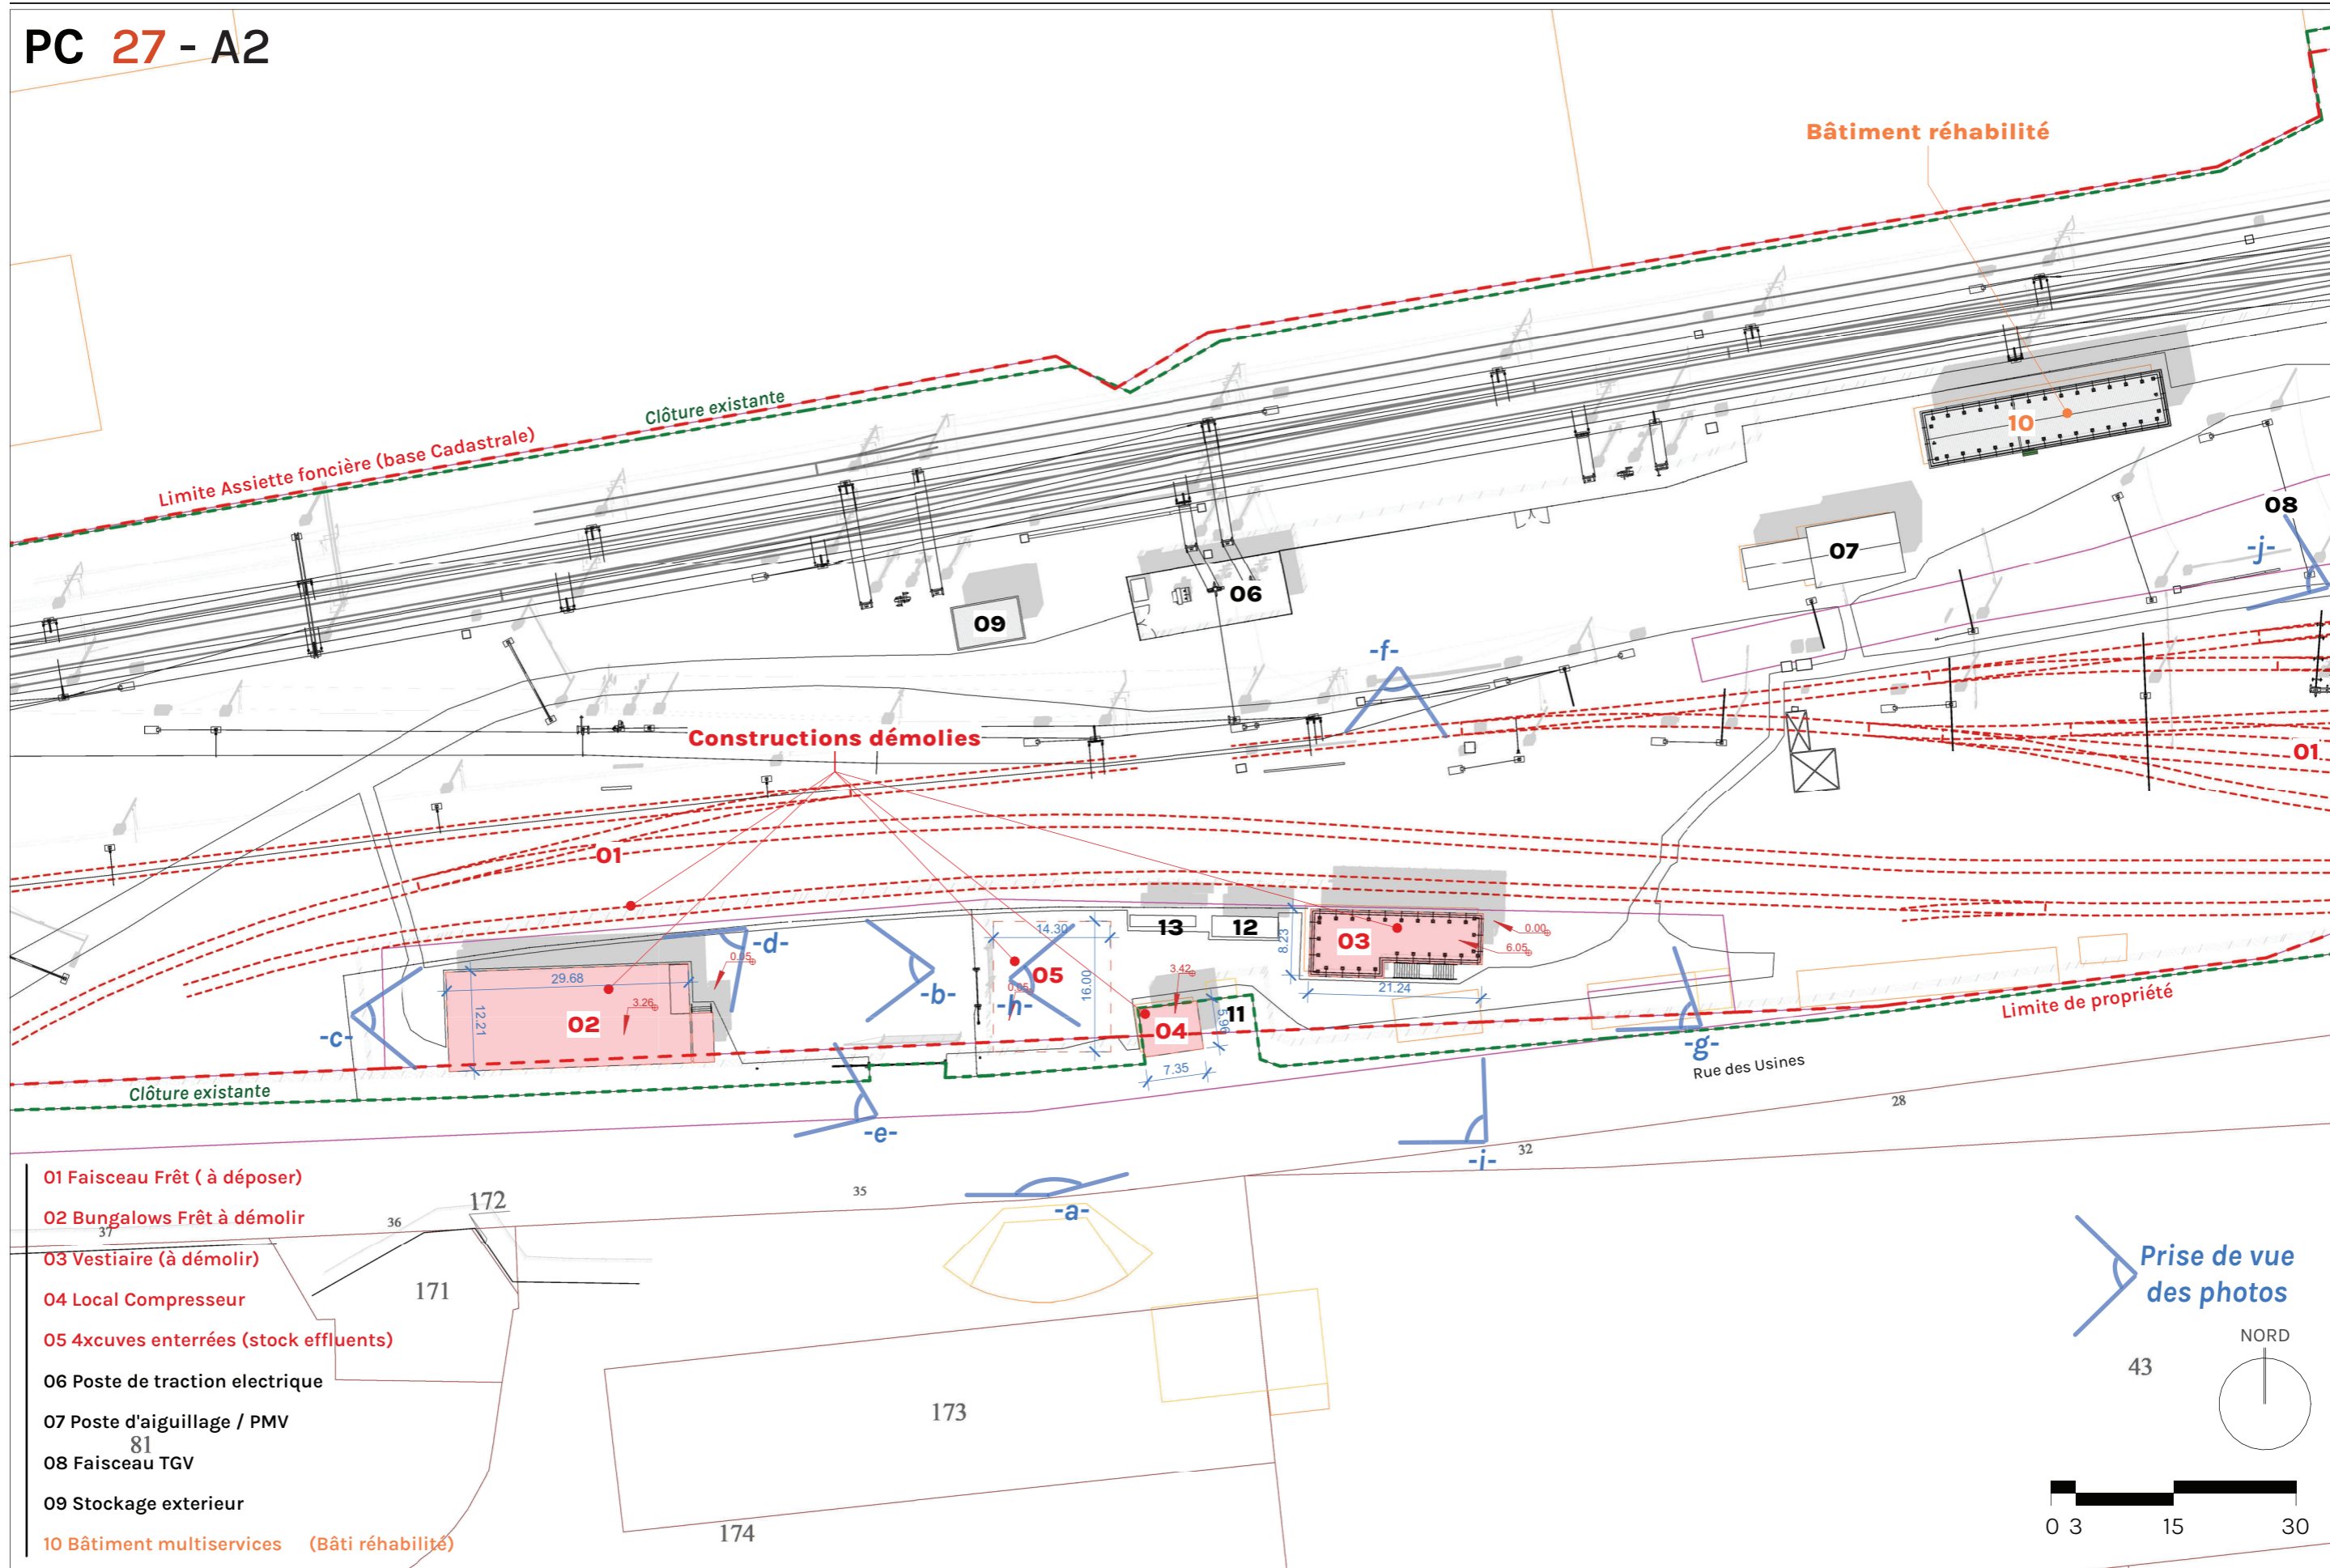 PC 27 - A2
Bâtiment réhabilité
Clôture existante
Limite Assiette foncière (base Cadastrale)
10
08
-j-
07
06
09
-f-
Constructions démolies
01
01
-d-
14.30
13
12
03
0.00
6.05
8.23
0.05
29.68
05
-b-
-h-
0.05
16.00
3.42
21.24
3.26
12.21
02
04
11
5.96
7.35
-c-
Limite de propriété
-g-
Rue des Usines
Clôture existante
-e-
28
32
-i-
35
-a-
36
37
172
171
173
174
81
43
01 Faisceau Frêt ( à déposer)
02 Bungalows Frêt à démolir
03 Vestiaire (à démolir)
04 Local Compresseur
05 4xcuves enterrées (stock effluents)
06 Poste de traction electrique
07 Poste d'aiguillage / PMV
08 Faisceau TGV
09 Stockage exterieur
10 Bâtiment multiservices (Bâti réhabilité)
Prise de vue
des photos
NORD
0 3 15 30